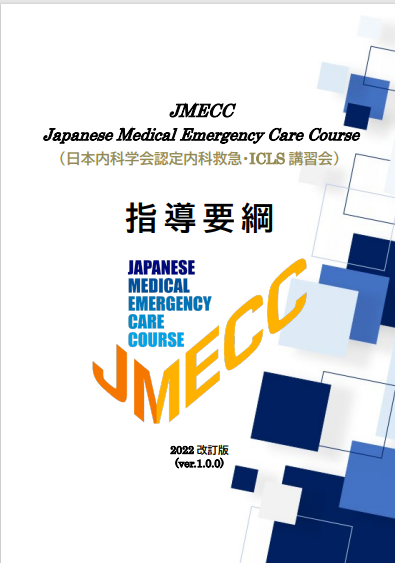 JMECC
Japanese Medical Emergency Care Course
（日本内科学会認定内科救急・ICLS 講習会）
指導要綱
JAPANESE
MEDICAL
EMERGENCY
CARE
COURSE
JMECC
2022 改訂版
(ver.1.0.0)